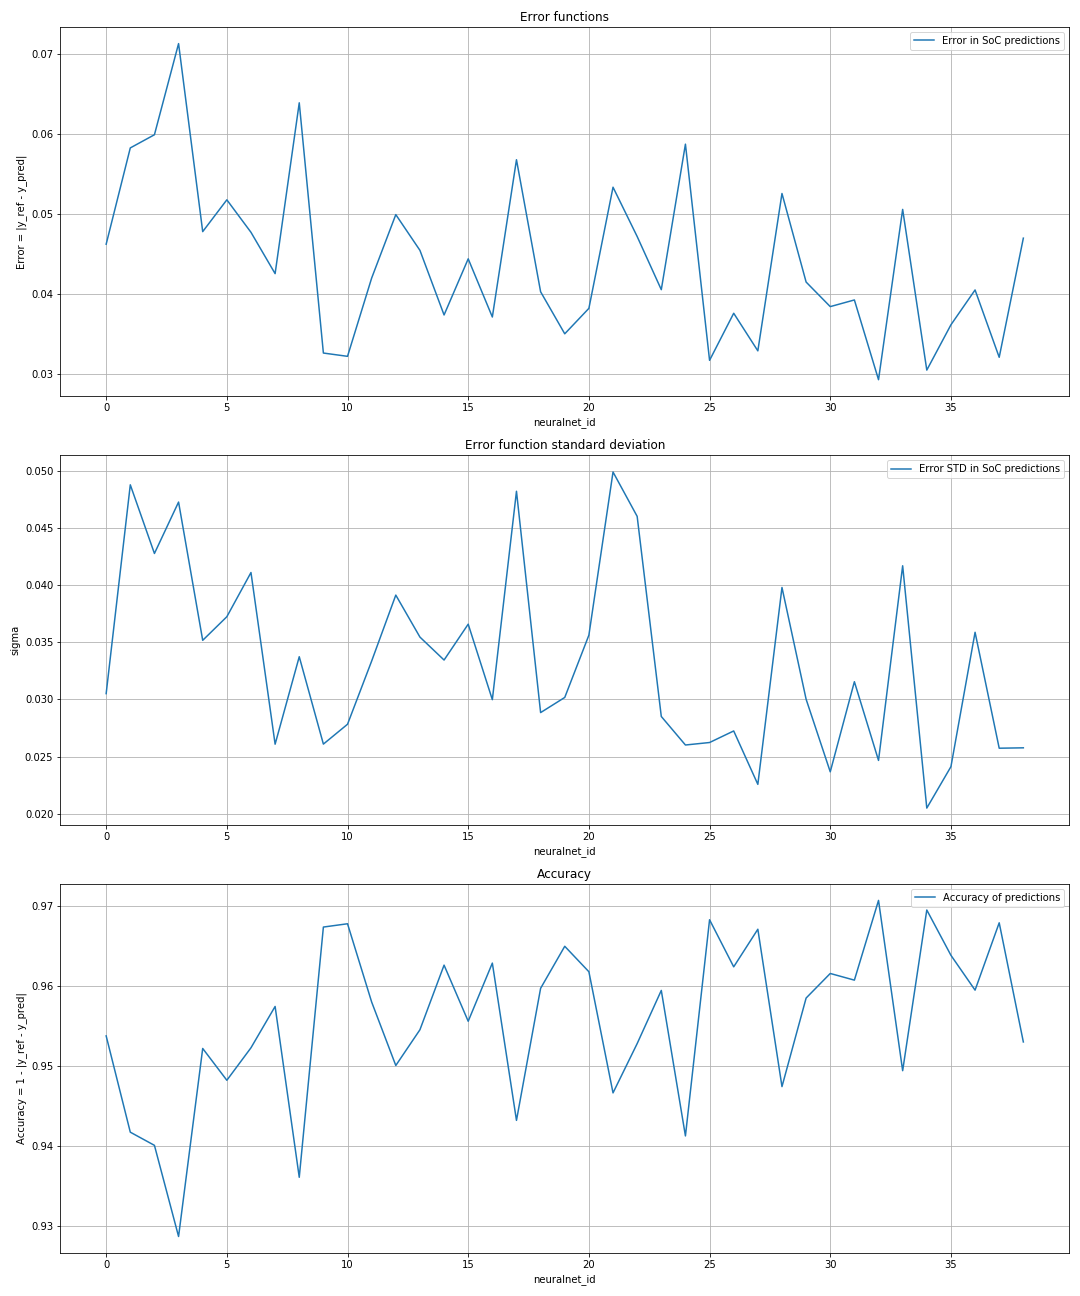 Error functions
Error in SoC predictions
Error = |y_ref - y_pred|
0.07
0.06
0.05
0.04
0.03
0 5 10 15 20 25 30 35
neuralnet_id
Error function standard deviation
Error STD in SoC predictions
sigma
0.050
0.045
0.040
0.035
0.030
0.025
0.020
0 5 10 15 20 25 30 35
neuralnet_id
Accuracy
Accuracy of predictions
Accuracy = 1 - |y_ref - y_pred|
0.97
0.96
0.95
0.94
0.93
0 5 10 15 20 25 30 35
neuralnet_id